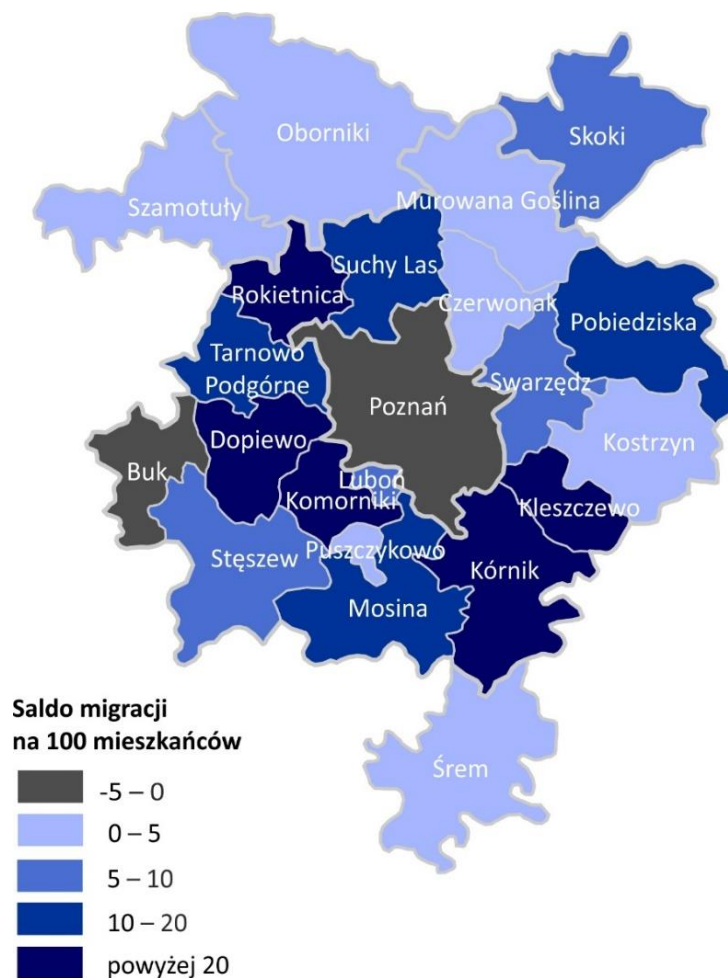 Oborniki
Skoki
Szamotuły
Murowana Goślina
Suchy Las
Rokietnica
Czerwonak
Pobiedziska
Tarnowo
Podgórne
Swarzędz
Poznań
Dopiewo
Kostrzyn
Buk
Luboń
Komorniki
Kleszczewo
Puszczykowo
Stęszew
Kórnik
Mosina
Śrem
Saldo migracji
na 100 mieszkańców
-5 – 0
0 – 5
5 – 10
10 – 20
powyżej 20